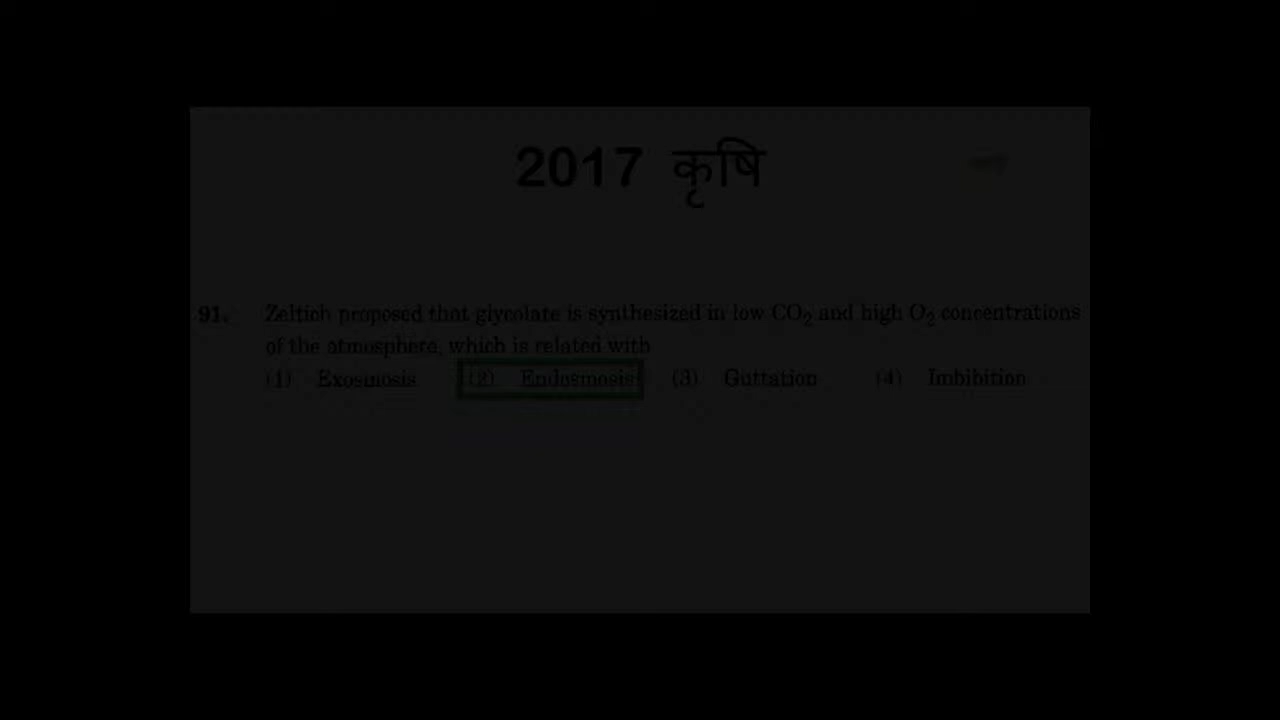 2017 कृषि
91. Zeltich proposed that glycolate is synthesized in low CO₂ and high O₂ concentrations
of the atmosphere, which is related with
(1) Exosmosis (2) Endosmosis (3) Guttation (4) Imbibition